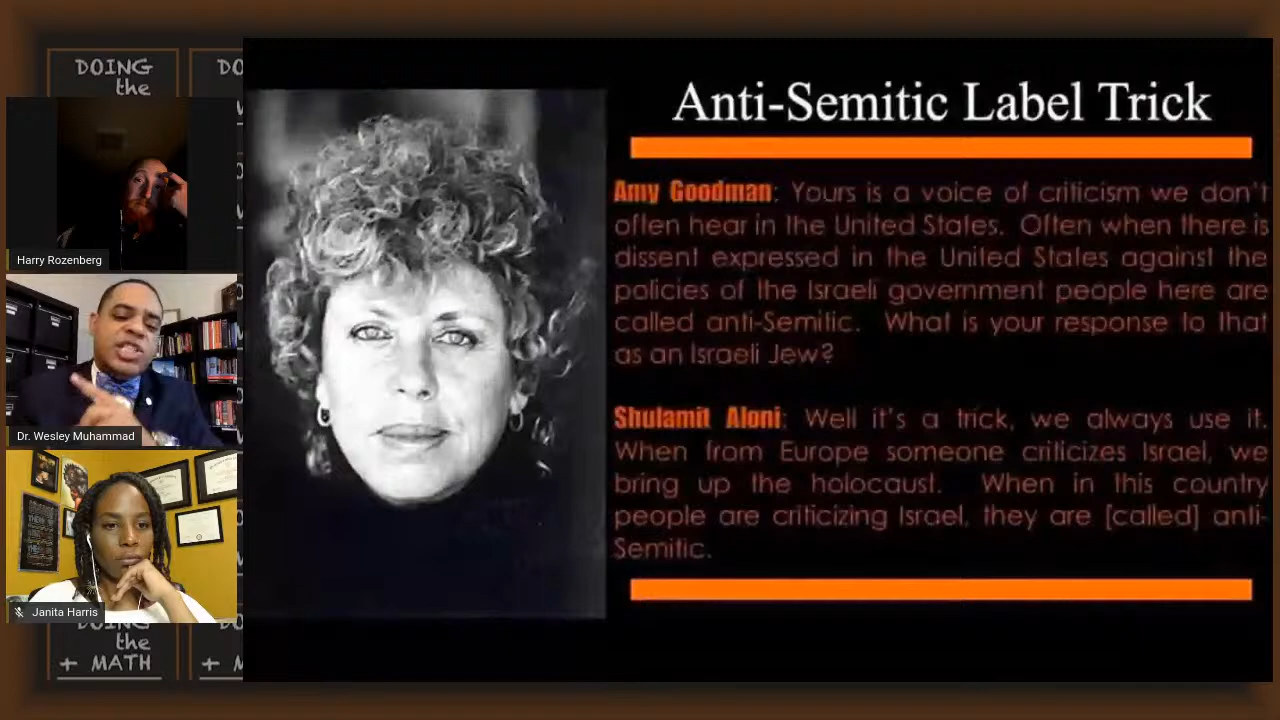 DOING
the
DO
Harry Rozenberg
Dr. Wesley Muhammad
Janita Harris
DOING
the
+ MATH
DO
+ M
Anti-Semitic Label Trick
Amy Goodman: Yours is a voice of criticism we don't
often hear in the United States. Often when there is
dissent expressed in the United States against the
policies of the Israeli government people here are
called anti-Semitic. What is your response to that
as an Israeli Jew?
Shulamit Aloni: Well it's a trick, we always use it.
When from Europe someone criticizes Israel, we
bring up the holocaust. When in this country
people are criticizing Israel, they are [called] anti-
Semitic.